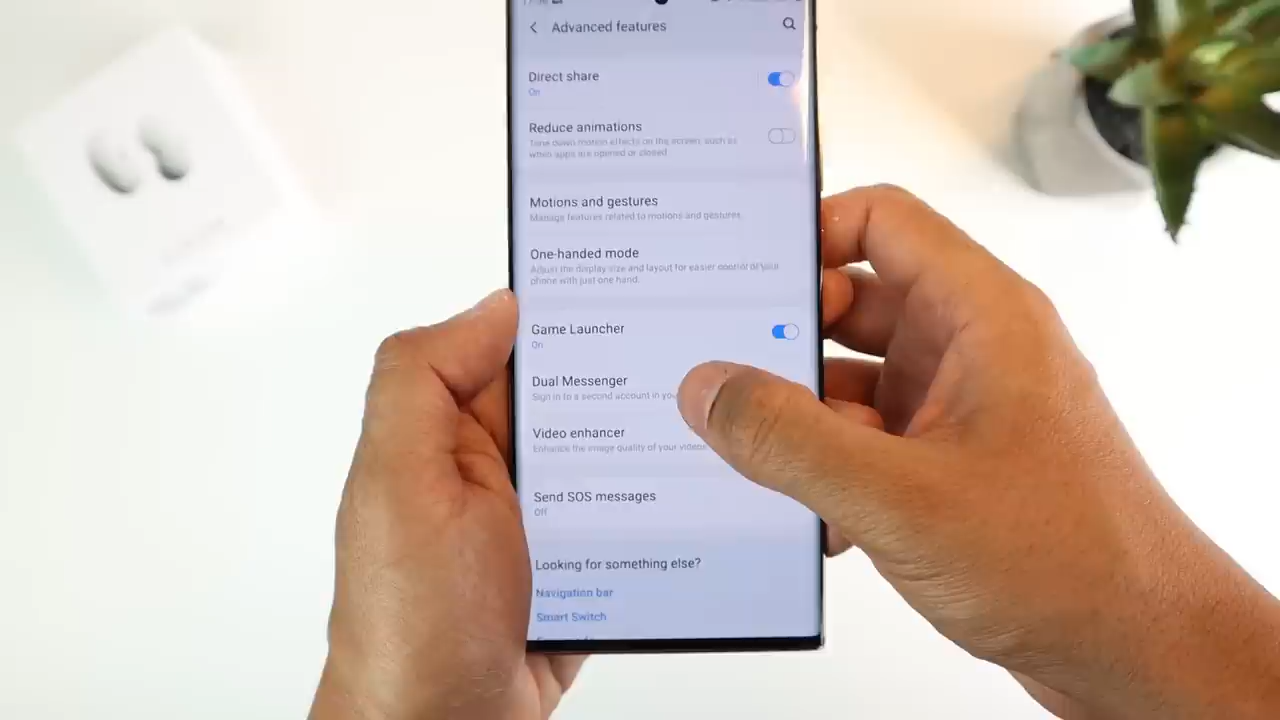 Advanced features
Direct share
On
Reduce animations
Tone down motion effects on the screen, such as
when apps are opened or closed.
Motions and gestures
Manage features related to motions and gestures.
One-handed mode
Adjust the display size and layout for easier control of your
phone with just one hand.
Game Launcher
On
Dual Messenger
Sign in to a second account in
Video enhancer
Enhance the image quality of your videos
Send SOS messages
Off
Looking for something else?
Navigation bar
Smart Switch